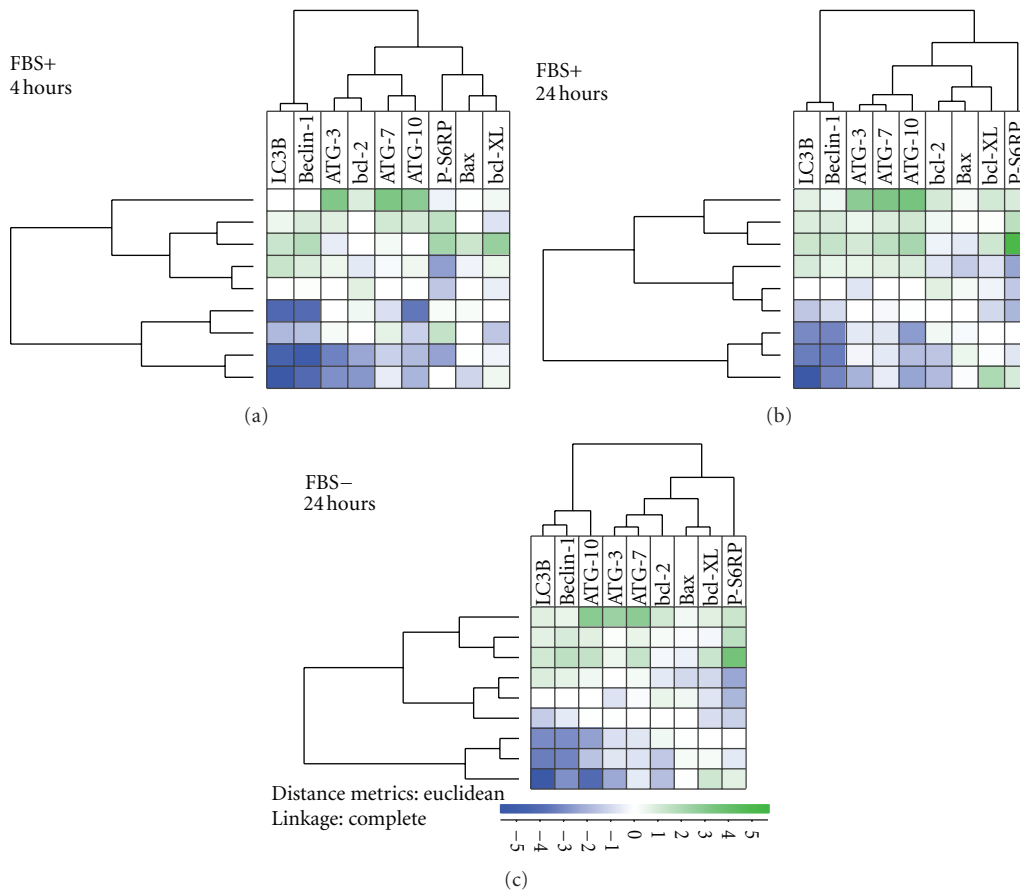 FBS+
4 hours
LC3B
Beclin-1
ATG-3
bcl-2
ATG-7
ATG-10
P-S6RP
Bax
bcl-XL
(a)
FBS+
24 hours
LC3B
Beclin-1
ATG-3
ATG-7
ATG-10
bcl-2
Bax
bcl-XL
P-S6RP
(b)
FBS−
24 hours
LC3B
Beclin-1
ATG-10
ATG-3
ATG-7
bcl-2
Bax
bcl-XL
P-S6RP
Distance metrics: euclidean
Linkage: complete
−5
−4
−3
−2
−1
0
1
2
3
4
5
(c)